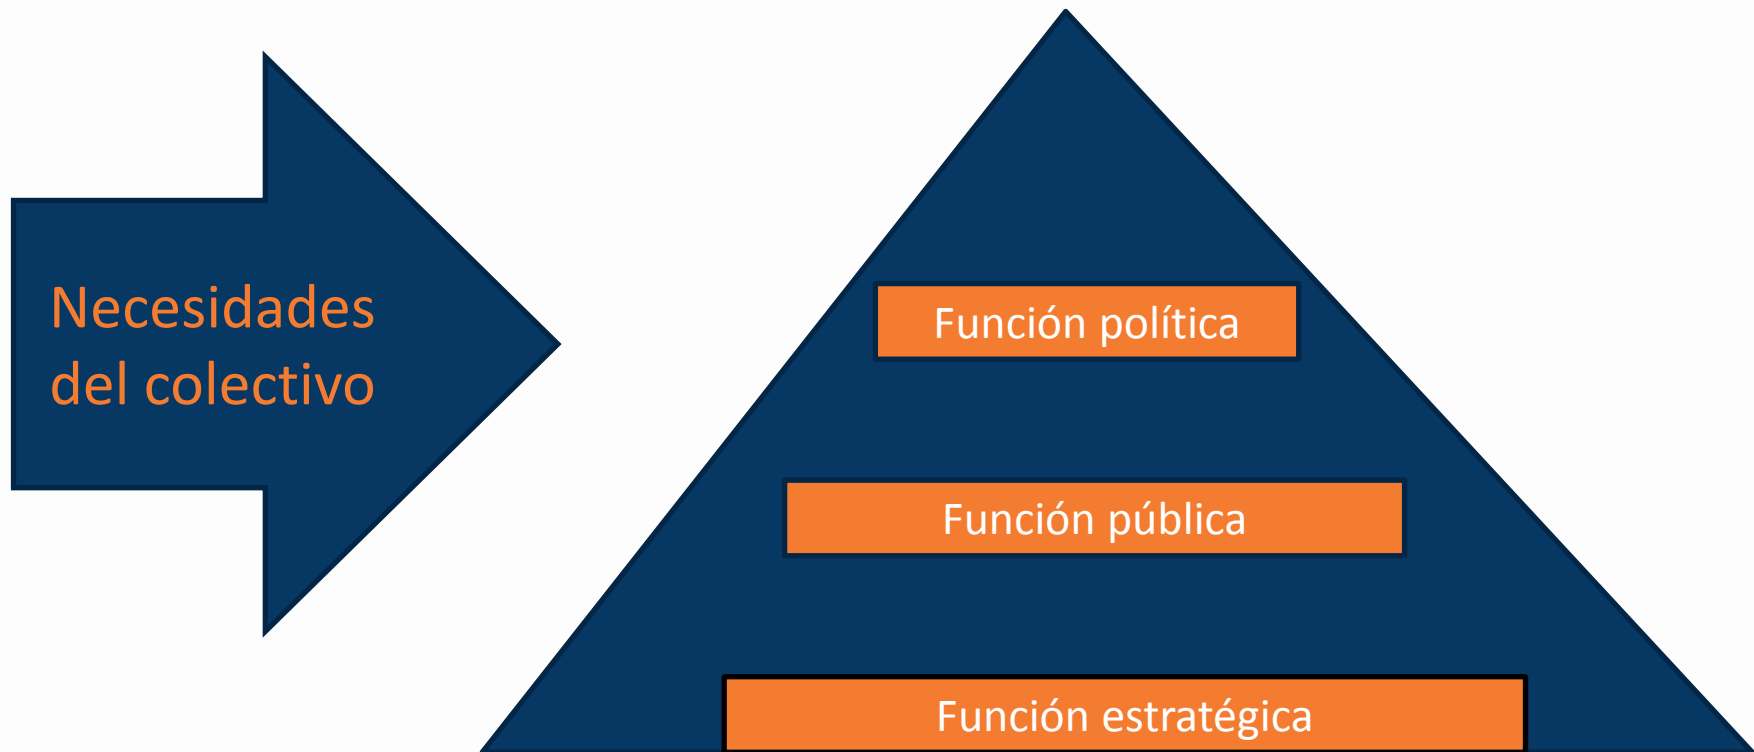 Necesidades
del colectivo
Función política
Función pública
Función estratégica